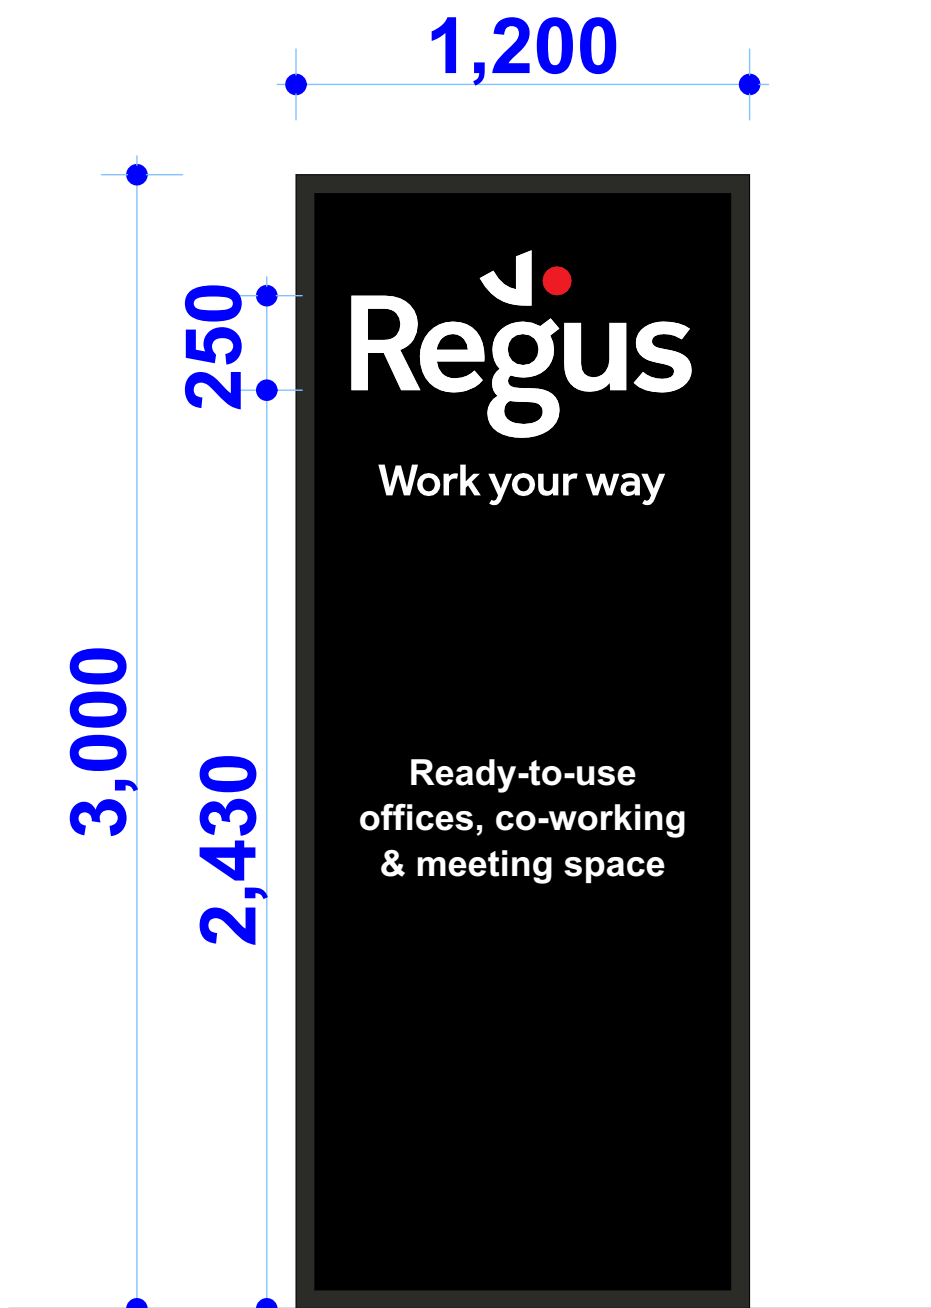 1,200
250
Regus
Work your way
3,000
2,430
Ready-to-use
offices, co-working
& meeting space